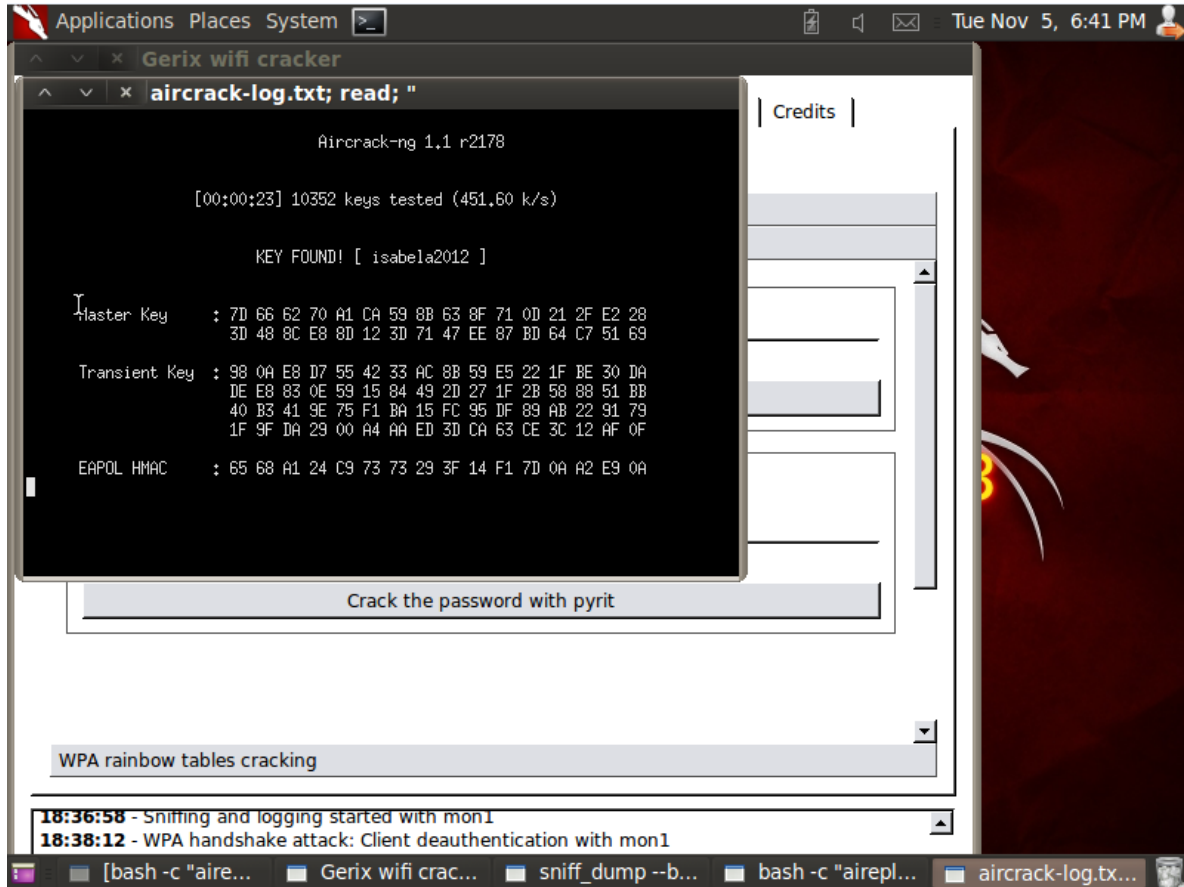 Applications Places System
Tue Nov 5, 6:41 PM
Gerix wifi cracker
aircrack-log.txt; read; "
Credits
Aircrack-ng 1.1 r2178
[00:00:23] 10352 keys tested (451.60 k/s)
KEY FOUND! [ isabela2012 ]
Master Key : 7D 66 62 70 A1 CA 59 8B 63 8F 71 0D 21 2F E2 28
3D 48 8C E8 8D 12 3D 71 47 EE 87 BD 64 C7 51 69
Transient Key : 98 0A E8 D7 55 42 33 AC 8B 59 E5 22 1F BE 30 DA
DE E8 83 0E 59 15 84 49 2D 27 1F 2B 58 88 51 BB
40 B3 41 9E 75 F1 BA 15 FC 95 DF 89 AB 22 91 79
1F 9F DA 29 00 A4 AA ED 3D CA 63 CE 3C 12 AF 0F
EAPOL HMAC : 65 68 A1 24 C9 73 73 29 3F 14 F1 7D 0A A2 E9 0A
Crack the password with pyrit
WPA rainbow tables cracking
18:36:58 - Sniffing and logging started with mon1
18:38:12 - WPA handshake attack: Client deauthentication with mon1
[bash -c "aire... Gerix wifi crac... sniff_dump --b... bash -c "airepl... aircrack-log.tx...